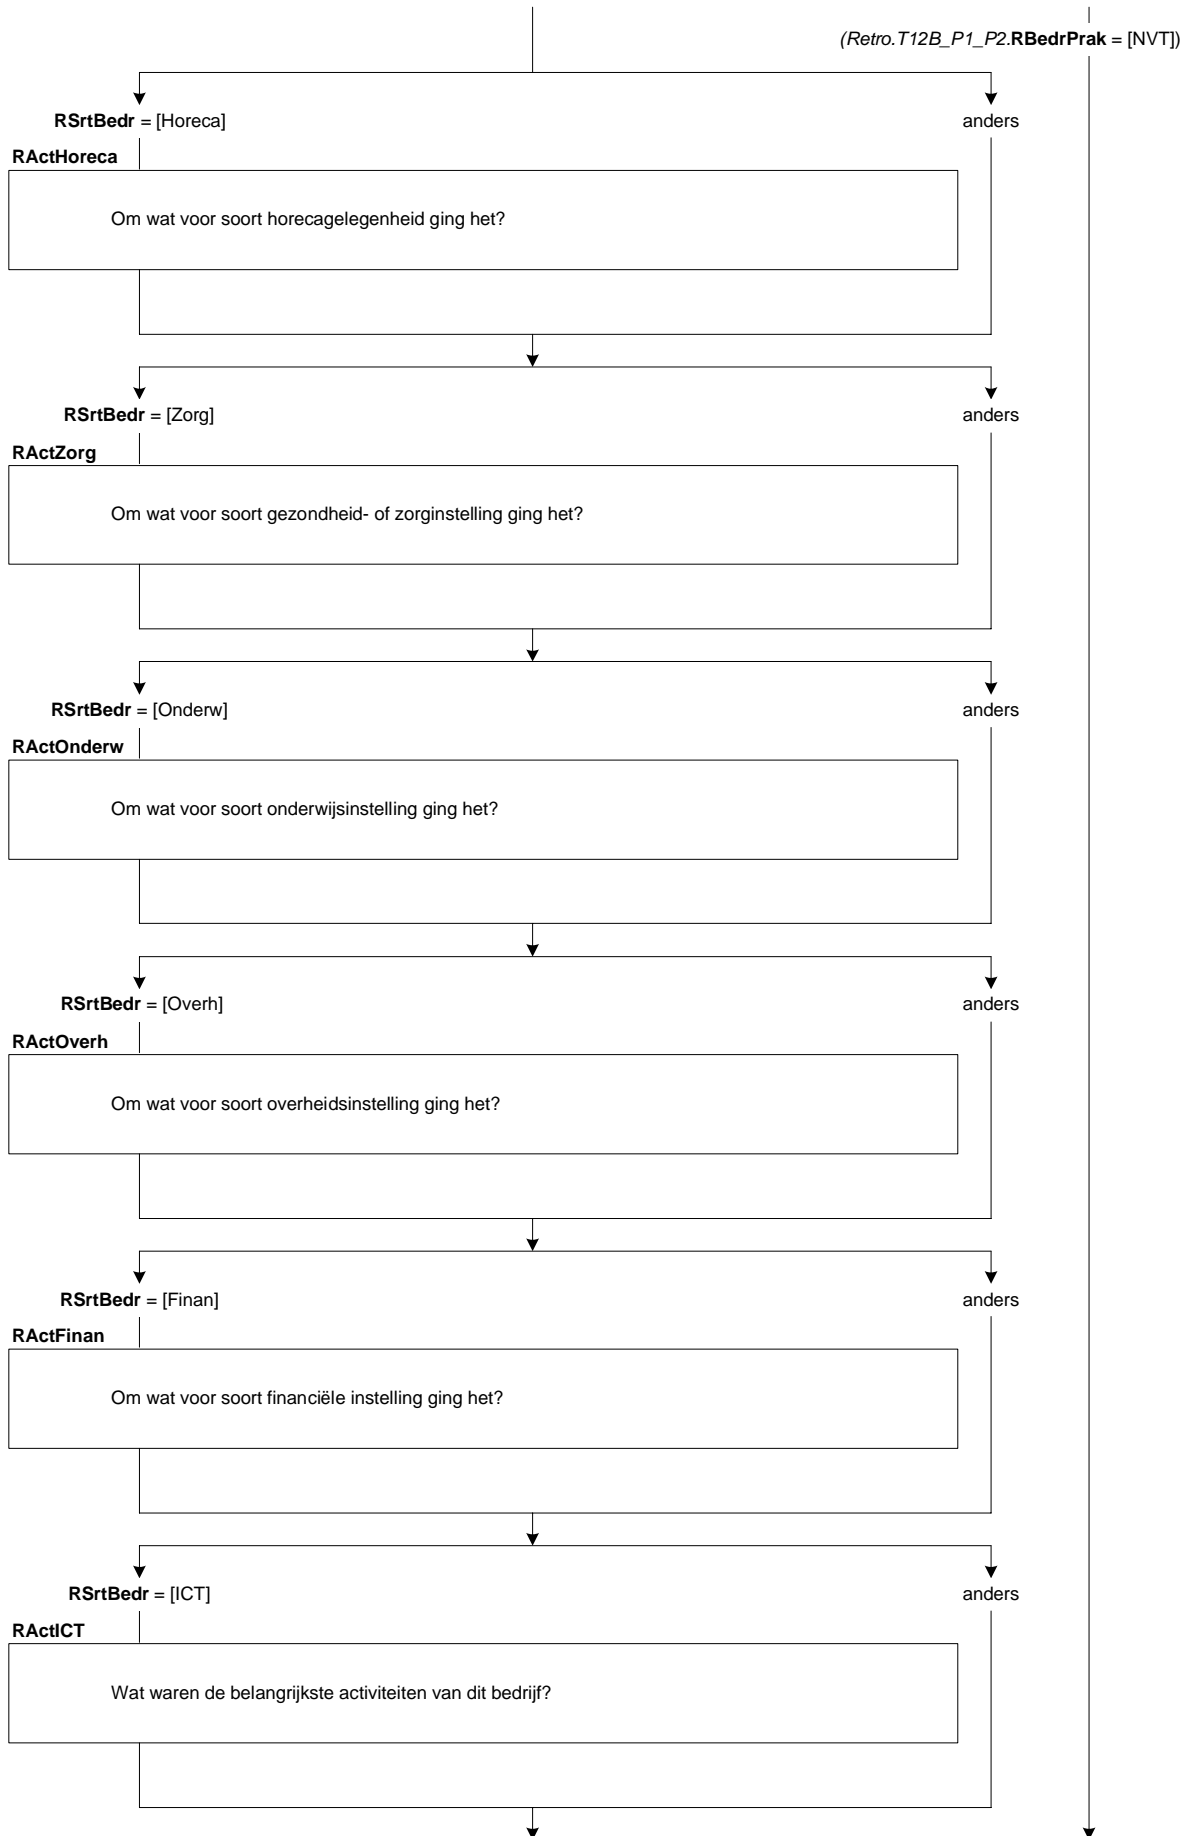 (Retro.T12B_P1_P2.RBedrPrak = [NVT])
RSrtBedr = [Horeca] anders
RActHoreca
Om wat voor soort horecagelegenheid ging het?
RSrtBedr = [Zorg] anders
RActZorg
Om wat voor soort gezondheid- of zorginstelling ging het?
RSrtBedr = [Onderw] anders
RActOnderw
Om wat voor soort onderwijsinstelling ging het?
RSrtBedr = [Overh] anders
RActOverh
Om wat voor soort overheidsinstelling ging het?
RSrtBedr = [Finan] anders
RActFinan
Om wat voor soort financiële instelling ging het?
RSrtBedr = [ICT] anders
RActICT
Wat waren de belangrijkste activiteiten van dit bedrijf?